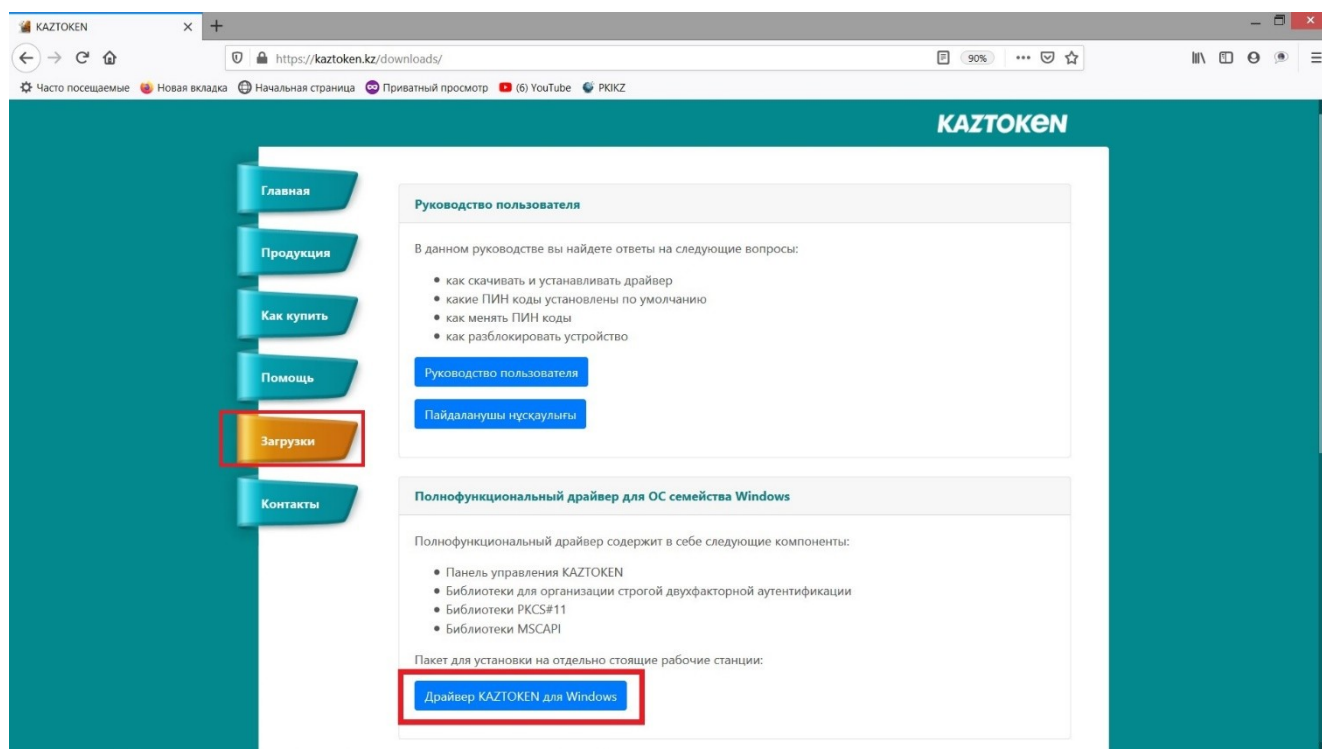 KAZTOKEN
https://kaztoken.kz/downloads/
90%
Часто посещаемые
Новая вкладка
Начальная страница
Приватный просмотр
(6) YouTube
PKIKZ
KAZTOKEN
Главная
Продукция
Как купить
Помощь
Загрузки
Контакты
Руководство пользователя
В данном руководстве вы найдете ответы на следующие вопросы:
как скачивать и устанавливать драйвер
какие ПИН коды установлены по умолчанию
как менять ПИН коды
как разблокировать устройство
Руководство пользователя
Пайдаланушы нұсқаулығы
Полнофункциональный драйвер для ОС семейства Windows
Полнофункциональный драйвер содержит в себе следующие компоненты:
Панель управления KAZTOKEN
Библиотеки для организации строгой двухфакторной аутентификации
Библиотеки PKCS#11
Библиотеки MSCAPI
Пакет для установки на отдельно стоящие рабочие станции:
Драйвер KAZTOKEN для Windows